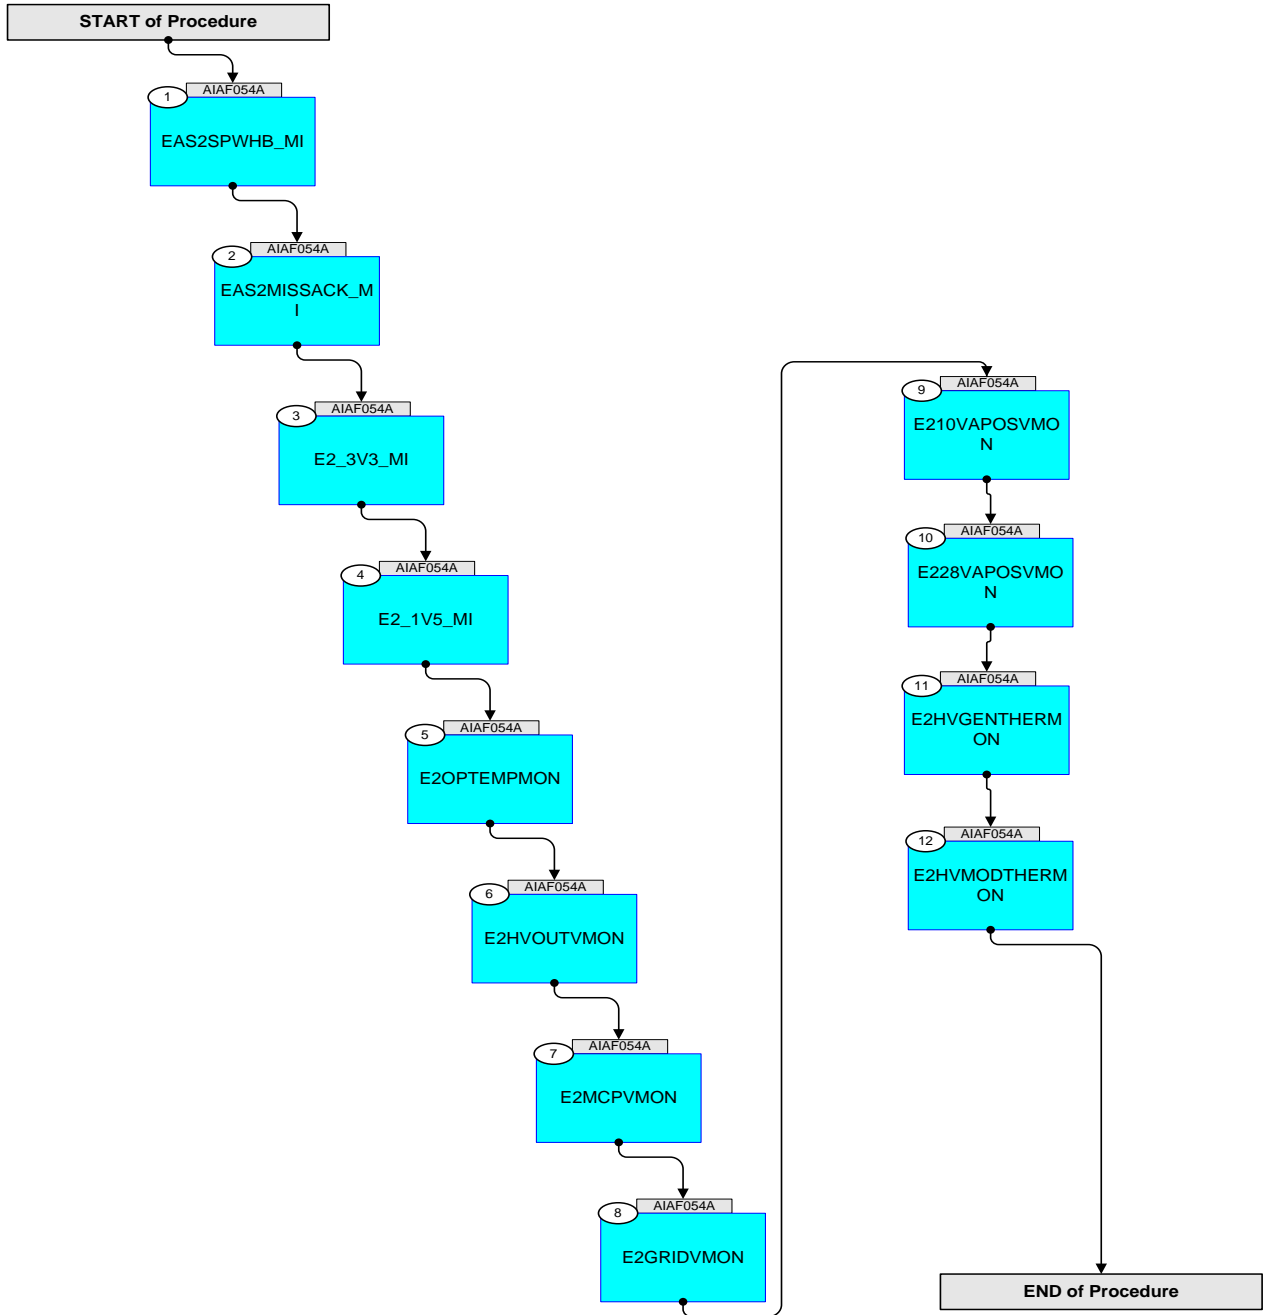 START of Procedure
AIAF054A
1
EAS2SPWHB_MI
AIAF054A
2
EAS2MISSACK_M
I
AIAF054A
3
E2_3V3_MI
AIAF054A
4
E2_1V5_MI
AIAF054A
5
E2OPTEMPMON
AIAF054A
6
E2HVOUTVMON
AIAF054A
7
E2MCPVMON
AIAF054A
8
E2GRIDVMON
AIAF054A
9
E210VAPOSVMO
N
AIAF054A
10
E228VAPOSVMO
N
AIAF054A
11
E2HVGENTHERM
ON
AIAF054A
12
E2HVMODTHERM
ON
END of Procedure